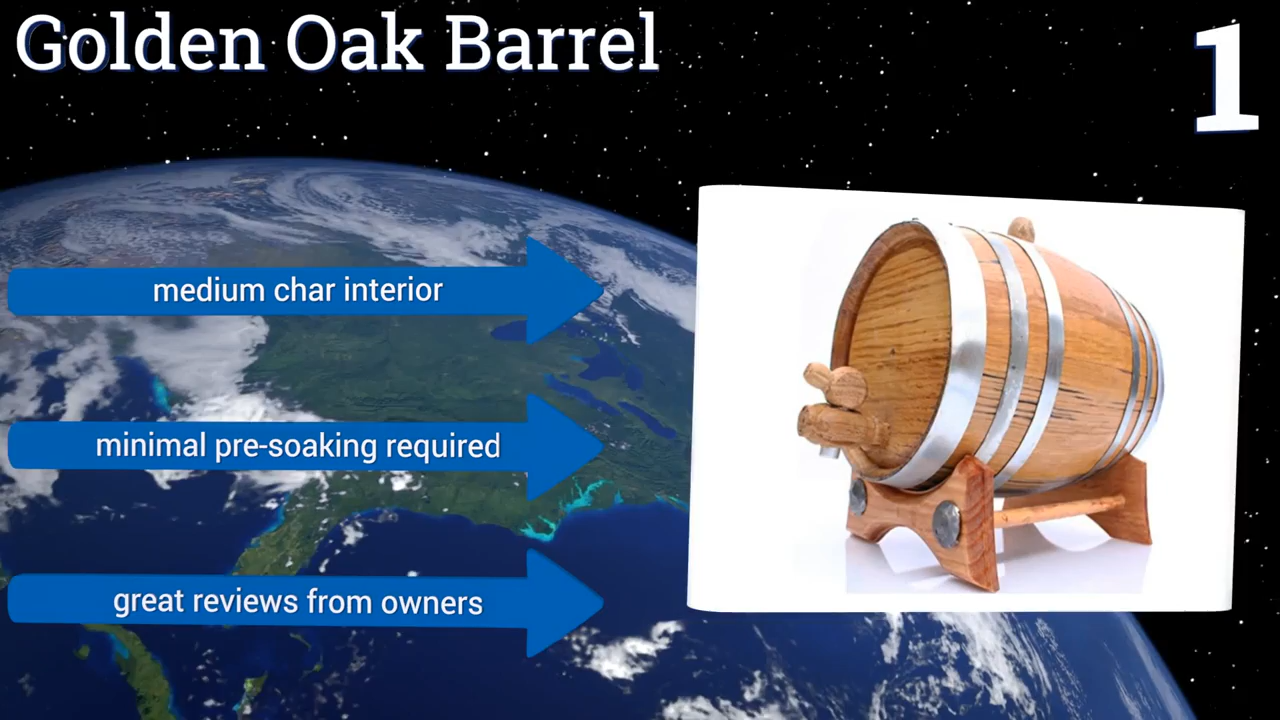 Golden Oak Barrel
1
medium char interior
minimal pre-soaking required
great reviews from owners